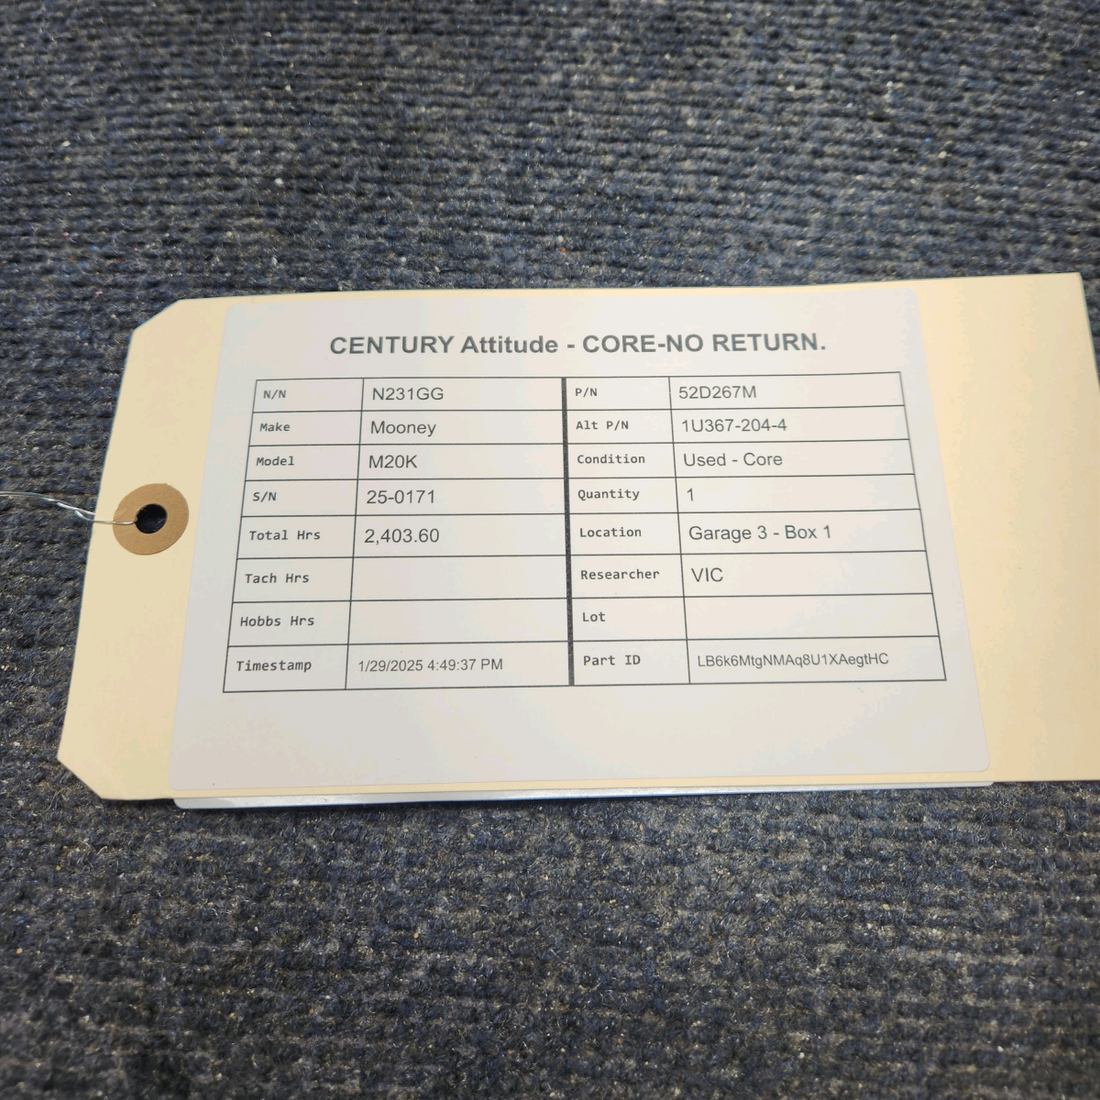 CENTURY Attitude - CORE-NO RETURN.
N/N N231GG P/N 52D267M
Make Mooney Alt P/N 1U367-204-4
Model M20K Condition Used - Core
S/N 25-0171 Quantity 1
Total Hrs 2,403.60 Location Garage 3 - Box 1
Tach Hrs Researcher VIC
Hobbs Hrs Lot
Timestamp 1/29/2025 4:49:37 PM Part ID LB6k6MtgNMAq8U1XAegtHC